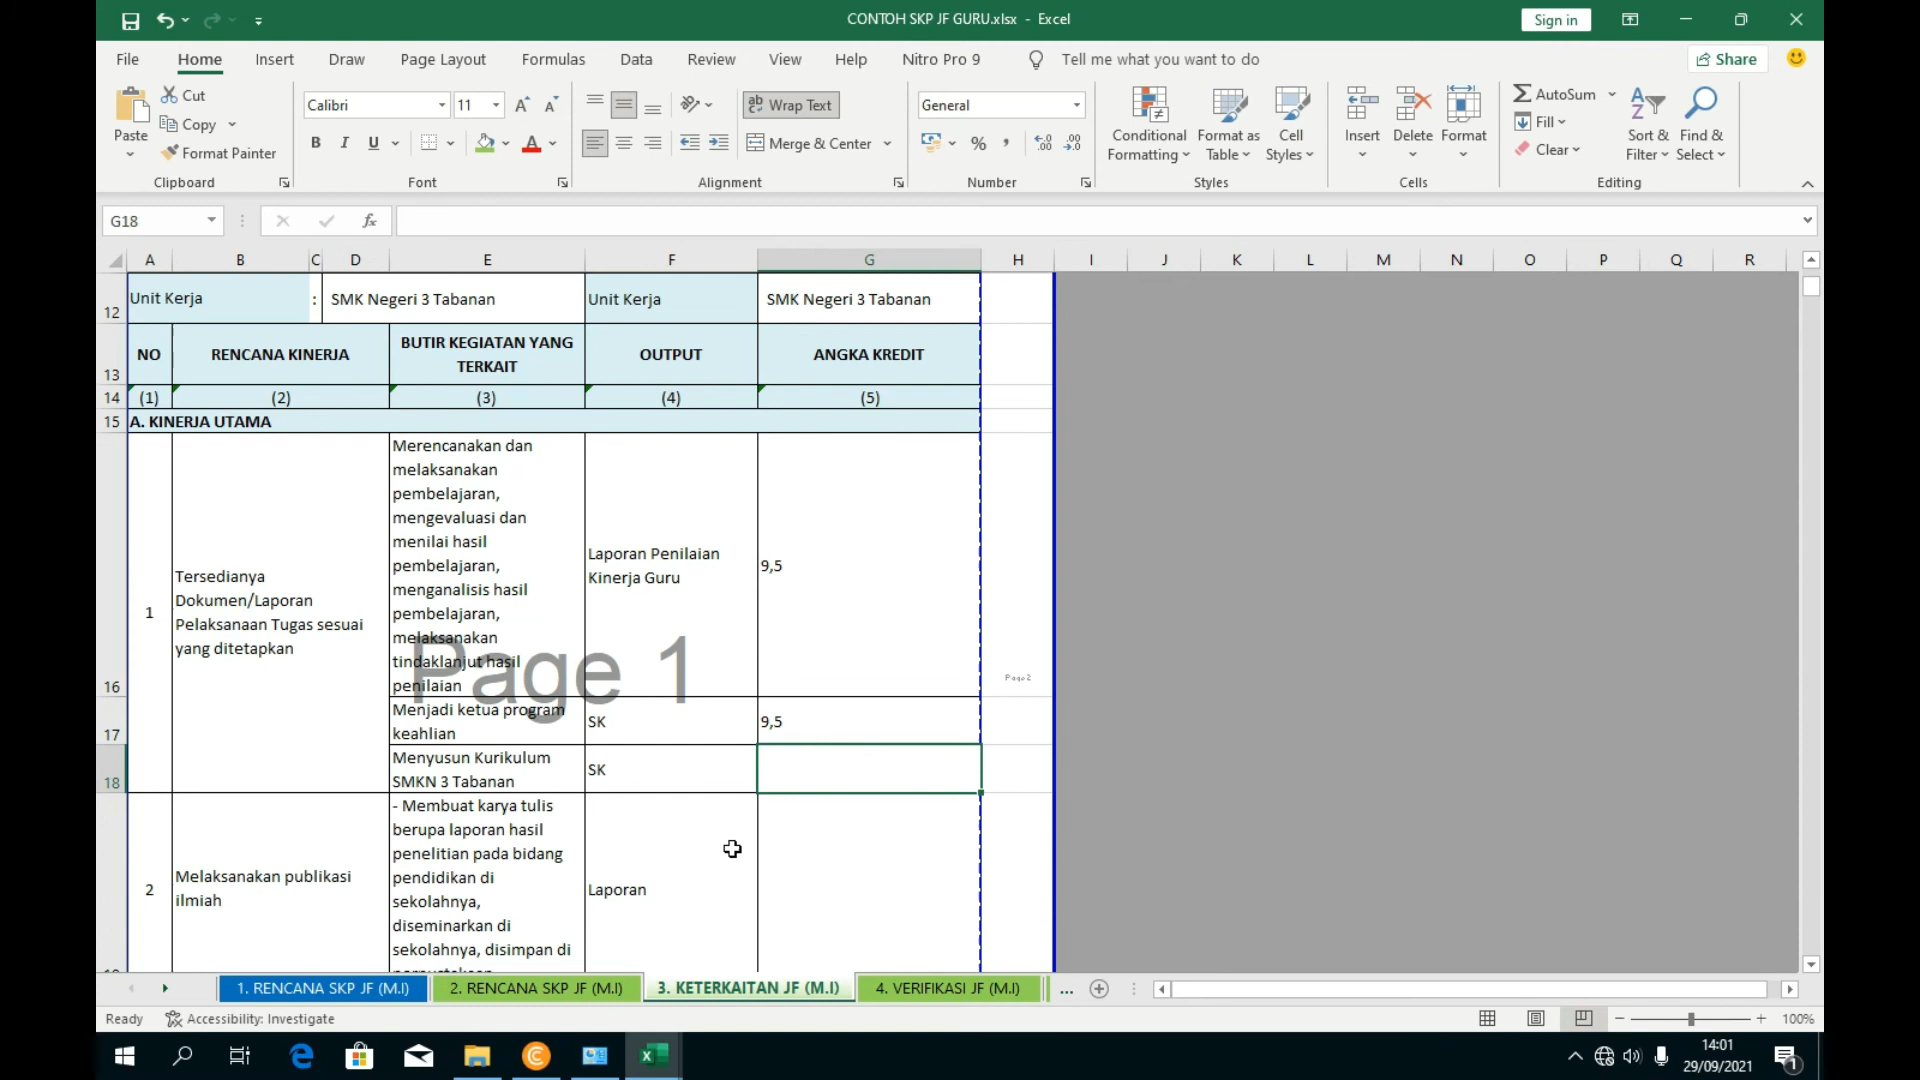 CONTOH SKP JF GURU.xlsx - Excel
Sign in
File Home Insert Draw Page Layout Formulas Data Review View Help Nitro Pro 9 Tell me what you want to do
Share
Paste
Cut
Copy
Format Painter
Clipboard
Calibri 11
B I U
Font
Wrap Text
Merge & Center
Alignment
General
%
Number
Conditional Formatting
Format as Table
Cell Styles
Styles
Insert
Delete
Format
Cells
AutoSum
Fill
Clear
Sort & Filter
Find & Select
Editing
G18
fx
A B C D E F G H I J K L M N O P Q R
12 Unit Kerja : SMK Negeri 3 Tabanan Unit Kerja SMK Negeri 3 Tabanan
13 NO RENCANA KINERJA BUTIR KEGIATAN YANG TERKAIT OUTPUT ANGKA KREDIT
14 (1) (2) (3) (4) (5)
15 A. KINERJA UTAMA
16
1
Tersedianya
Dokumen/Laporan
Pelaksanaan Tugas sesuai
yang ditetapkan
Merencanakan dan
melaksanakan
pembelajaran,
mengevaluasi dan
menilai hasil
pembelajaran,
menganalisis hasil
pembelajaran,
melaksanakan
tindaklanjut hasil
penilaian
Laporan Penilaian
Kinerja Guru
9,5
Page 1
Page 2
17
Menjadi ketua program
keahlian
SK
9,5
18
Menyusun Kurikulum
SMKN 3 Tabanan
SK
2
Melaksanakan publikasi
ilmiah
- Membuat karya tulis
berupa laporan hasil
penelitian pada bidang
pendidikan di
sekolahnya,
diseminarkan di
sekolahnya, disimpan di
Laporan
1. RENCANA SKP JF (M.I) 2. RENCANA SKP JF (M.I) 3. KETERKAITAN JF (M.I) 4. VERIFIKASI JF (M.I) ...
Ready Accessibility: Investigate
100%
14:01
29/09/2021
1